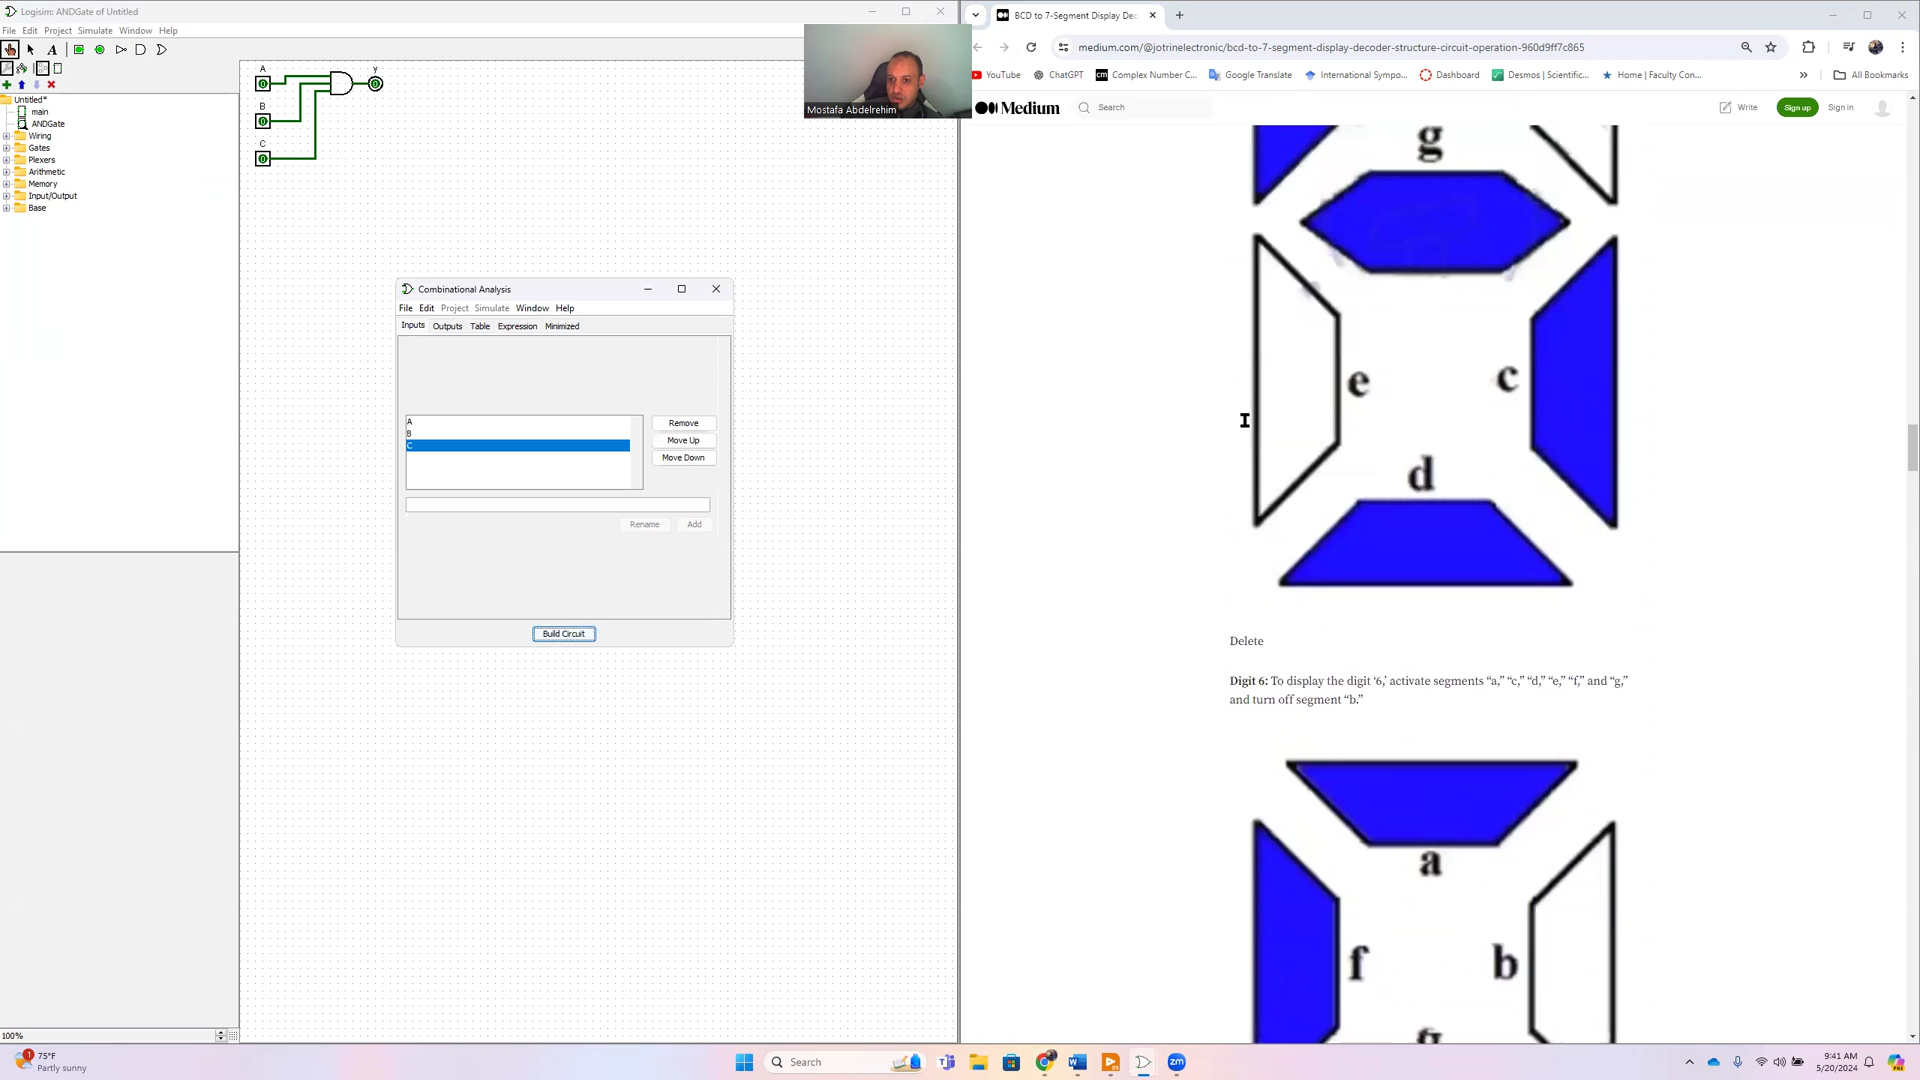 Logisim: ANDGate of Untitled
File Edit Project Simulate Window Help
A
Untitled*
main
ANDGate
Wiring
Gates
Plexers
Arithmetic
Memory
Input/Output
Base
100%
A
y
B
C
Mostafa Abdelrehim
Combinational Analysis
File Edit Project Simulate Window Help
Inputs Outputs Table Expression Minimized
A
B
C
Remove
Move Up
Move Down
Rename Add
Build Circuit
BCD to 7-Segment Display Dec
medium.com/@jotrinelectronic/bcd-to-7-segment-display-decoder-structure-circuit-operation-960d9ff7c865
YouTube ChatGPT Complex Number C... Google Translate International Sympo... Dashboard Desmos | Scientific... Home | Faculty Con... All Bookmarks
Medium Search Write Sign up Sign in
g
e c
d
Delete
Digit 6: To display the digit ‘6,’ activate segments “a,” “c,” “d,” “e,” “f,” and “g,”
and turn off segment “b.”
a
f b
g
75°F
Partly sunny
Search
9:41 AM
5/20/2024